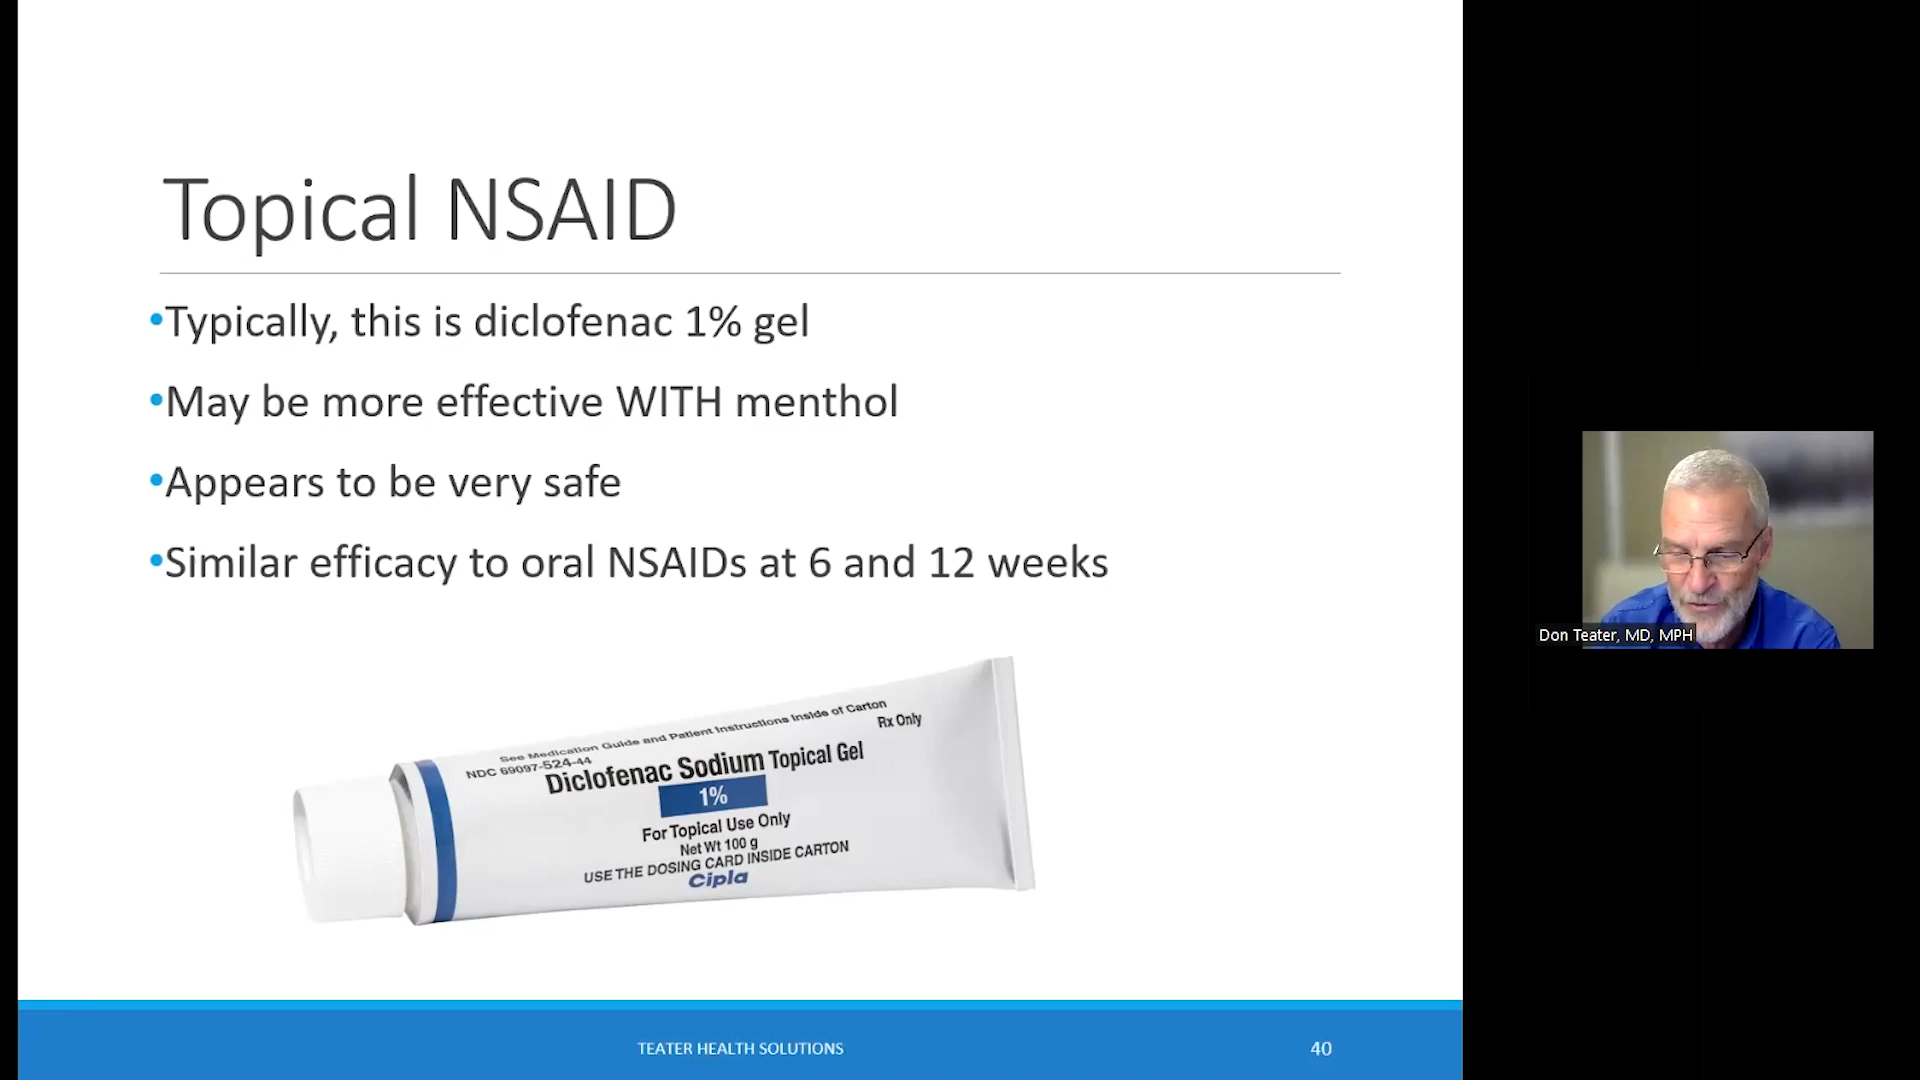 Topical NSAID
•Typically, this is diclofenac 1% gel
•May be more effective WITH menthol
•Appears to be very safe
•Similar efficacy to oral NSAIDs at 6 and 12 weeks
See Medication Guide and Patient Instructions Inside of Carton
NDC 69097-524-44
Rx Only
Diclofenac Sodium Topical Gel
1%
For Topical Use Only
Net Wt 100 g
USE THE DOSING CARD INSIDE CARTON
Cipla
Don Teater, MD, MPH
TEATER HEALTH SOLUTIONS
40